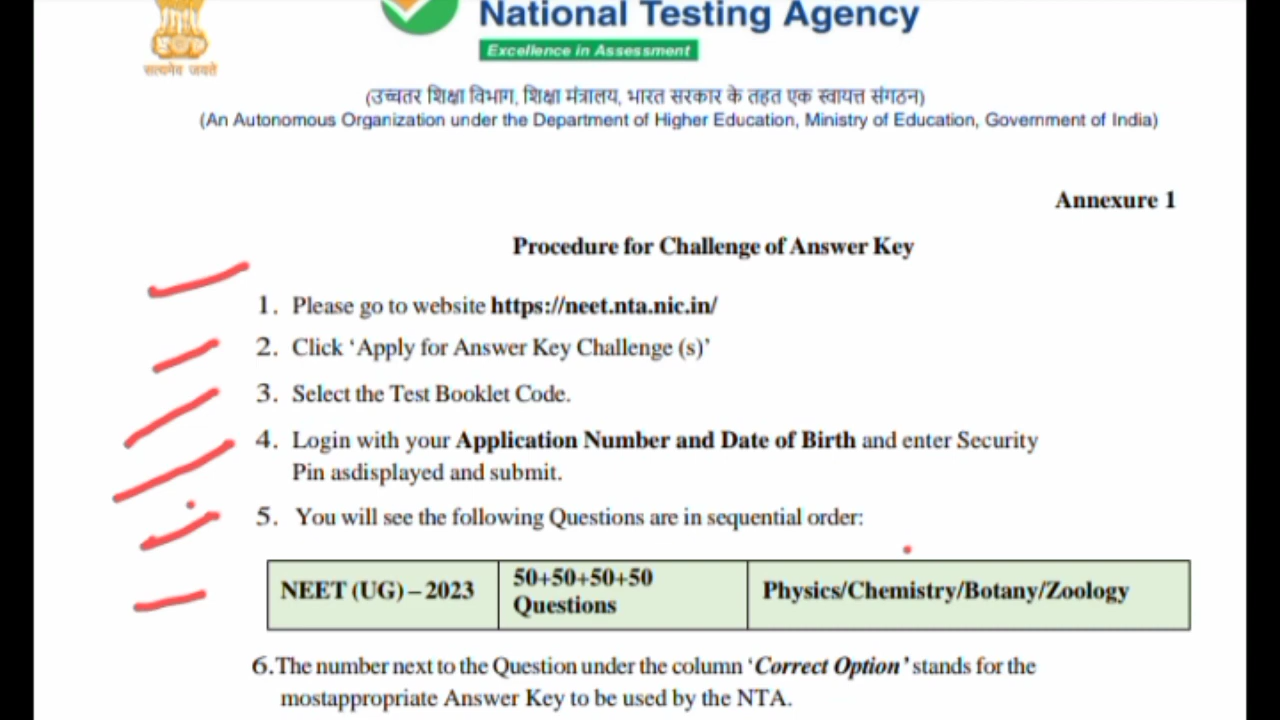 सत्यमेव जयते
National Testing Agency
Excellence in Assessment
(उच्चतर शिक्षा विभाग, शिक्षा मंत्रालय, भारत सरकार के तहत एक स्वायत्त संगठन)
(An Autonomous Organization under the Department of Higher Education, Ministry of Education, Government of India)
Annexure 1
Procedure for Challenge of Answer Key
1. Please go to website https://neet.nta.nic.in/
2. Click ‘Apply for Answer Key Challenge (s)’
3. Select the Test Booklet Code.
4. Login with your Application Number and Date of Birth and enter Security
Pin asdisplayed and submit.
5. You will see the following Questions are in sequential order:
NEET (UG) – 2023
50+50+50+50
Questions
Physics/Chemistry/Botany/Zoology
6.The number next to the Question under the column ‘Correct Option’ stands for the
mostappropriate Answer Key to be used by the NTA.